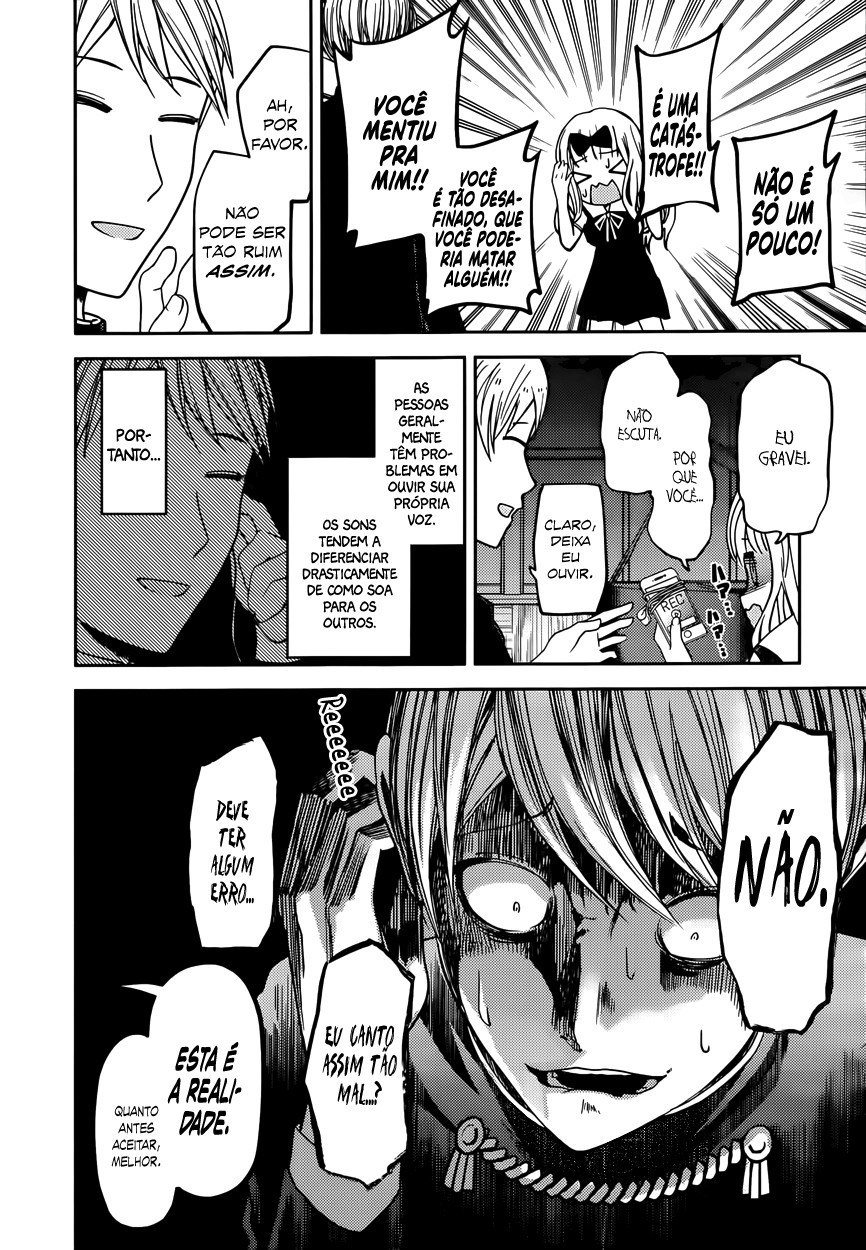 NÃO É
SÓ UM
POUCO!
É UMA
CATÁS-
TROFE!!
VOCÊ
É TÃO DESA-
FINADO, QUE
VOCÊ PODE-
RIA MATAR
ALGUÉM!!
VOCÊ
MENTIU
PRA
MIM!!
AH,
POR
FAVOR.
NÃO
PODE SER
TÃO RUIM
ASSIM.
EU
GRAVEI.
NÃO
ESCUTA.
POR
QUE
VOCÊ...
CLARO,
DEIXA
EU
OUVIR.
REC
ハァ…
ハァ…
AS
PESSOAS
GERAL-
MENTE
TÊM PRO-
BLEMAS EM
OUVIR SUA
PRÓPRIA
VOZ.
OS SONS
TENDEM A
DIFERENCIAR
DRASTICAMENTE
DE COMO SOA
PARA OS
OUTROS.
POR-
TANTO...
NÃO.
Reeeeeee
DEVE
TER
ALGUM
ERRO...
EU CANTO
ASSIM TÃO
MAL...?
ESTA É
A REALI-
DADE.
QUANTO
ANTES
ACEITAR,
MELHOR.